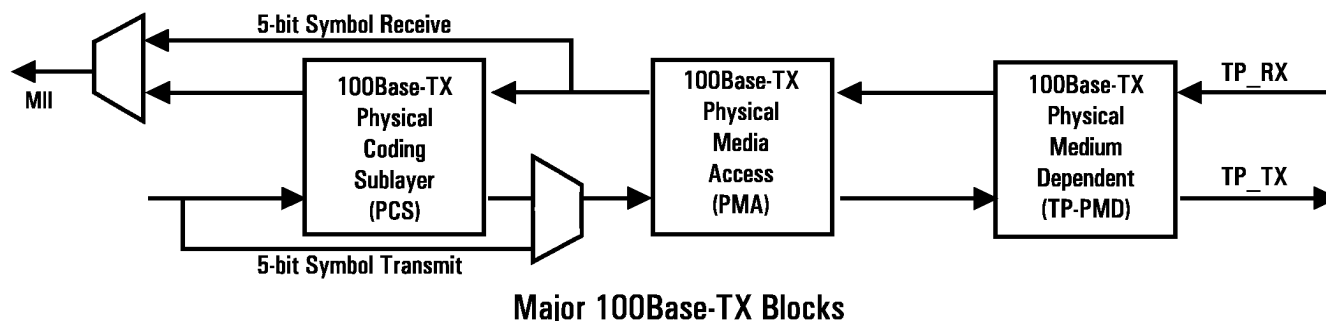 5-bit Symbol Receive
MII
100Base-TX
Physical
Coding
Sublayer
(PCS)
100Base-TX
Physical
Media
Access
(PMA)
100Base-TX
Physical
Medium
Dependent
(TP-PMD)
TP_RX
TP_TX
5-bit Symbol Transmit
Major 100Base-TX Blocks